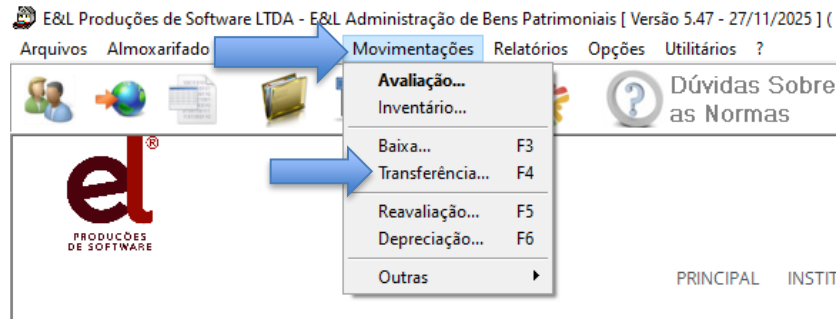 E&L Produções de Software LTDA - E&L Administração de Bens Patrimoniais [ Versão 5.47 - 27/11/2025 ] (
Arquivos Almoxarifado Movimentações Relatórios Opções Utilitários ?
Dúvidas Sobre
as Normas
Avaliação...
Inventário...
Baixa... F3
Transferência... F4
Reavaliação... F5
Depreciação... F6
Outras
el ®
PRODUÇÕES
DE SOFTWARE
PRINCIPAL INSTIT